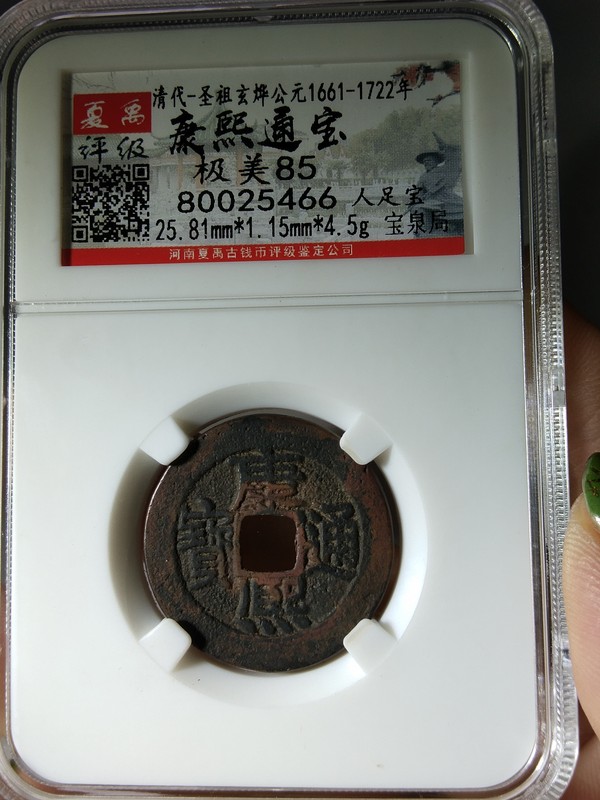 清代-圣祖玄烨公元1661-1722年
夏禹
评级
康熙通宝
极美85
80025466 人足宝
25.81mm*1.15mm*4.5g 宝泉局
河南夏禹古钱币评级鉴定公司
康熙通寶